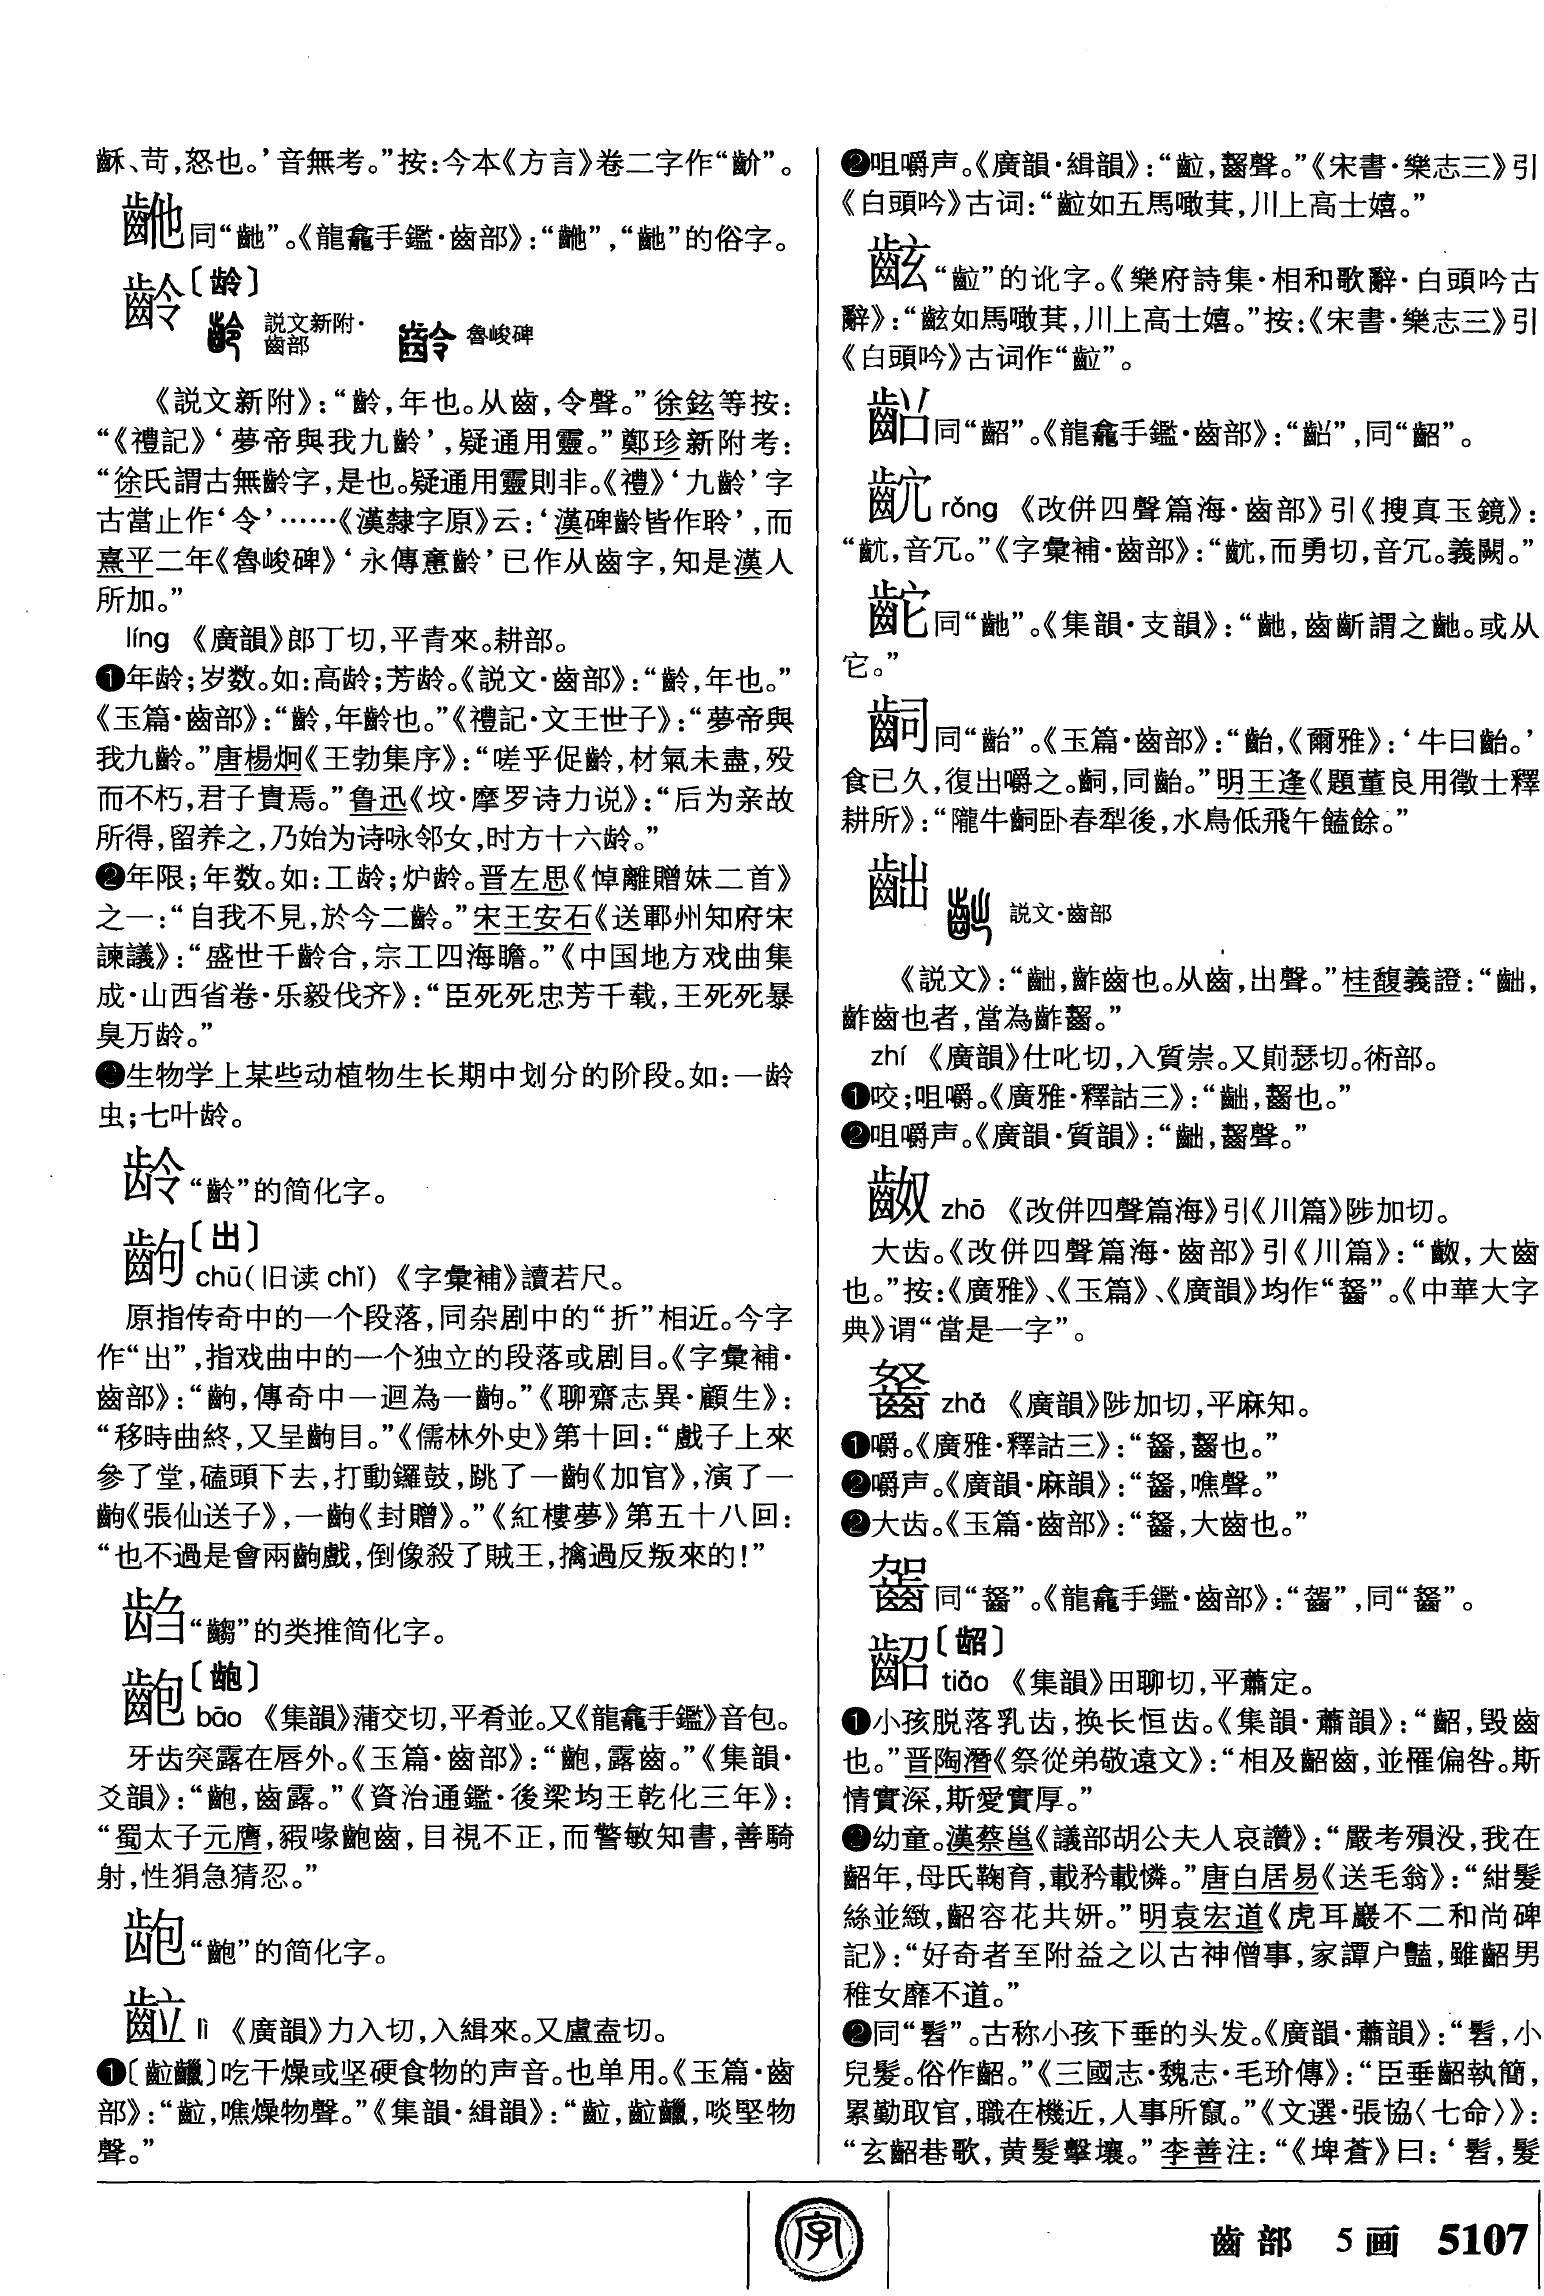 龢、苛,怒也。’音無考。”按:今本《方言》卷二字作“齘”。
同“齜”。《龍龕手鑑·齒部》:“”,“齜”的俗字。
齡〔龄〕
説文新附·齒部 魯峻碑
《説文新附》:“齡,年也。从齒,令聲。”徐鉉等按:
“《禮記》‘夢帝與我九齡’,疑通用靈。”鄭珍新附考:
“徐氏謂古無齡字,是也。疑通用靈則非。《禮》‘九齡’字
古當止作‘令’……《漢隸字原》云:‘漢碑齡皆作聆’,而
熹平二年《魯峻碑》‘永傳意齡’已作从齒字,知是漢人
所加。”
líng 《廣韻》郎丁切,平青來。耕部。
❶年龄;岁数。如:高龄;芳龄。《説文·齒部》:“齡,年也。”
《玉篇·齒部》:“齡,年齡也。”《禮記·文王世子》:“夢帝與
我九齡。”唐楊炯《王勃集序》:“嗟乎促齡,材氣未盡,殁
而不朽,君子貴焉。”鲁迅《坟·摩罗诗力说》:“后为亲故
所得,留养之,乃始为诗咏邻女,时方十六龄。”
❷年限;年数。如:工龄;炉龄。晋左思《悼離贈妹二首》
之一:“自我不見,於今二齡。”宋王安石《送鄆州知府宋
諫議》:“盛世千齡合,宗工四海瞻。”《中国地方戏曲集
成·山西省卷·乐毅伐齐》:“臣死死忠芳千载,王死死暴
臭万龄。”
❸生物学上某些动植物生长期中划分的阶段。如:一龄
虫;七叶龄。
龄 “齡”的简化字。
齣〔出〕
chū(旧读chǐ) 《字彙補》讀若尺。
原指传奇中的一个段落,同杂剧中的“折”相近。今字
作“出”,指戏曲中的一个独立的段落或剧目。《字彙補·
齒部》:“齣,傳奇中一迴為一齣。”《聊齋志異·顧生》:
“移時曲終,又呈齣目。”《儒林外史》第十回:“戲子上來
參了堂,磕頭下去,打動鑼鼓,跳了一齣《加官》,演了一
齣《張仙送子》,一齣《封贈》。”《紅樓夢》第五十八回:
“也不過是會兩齣戲,倒像殺了賊王,擒過反叛來的!”
“齺”的类推简化字。
齙〔龅〕
bāo 《集韻》蒲交切,平肴並。又《龍龕手鑑》音包。
牙齿突露在唇外。《玉篇·齒部》:“齙,露齒。”《集韻·
爻韻》:“齙,齒露。”《資治通鑑·後梁均王乾化三年》:
“蜀太子元膺,豭喙齙齒,目視不正,而警敏知書,善騎
射,性狷急猜忍。”
龅 “齙”的简化字。
䶘 lì 《廣韻》力入切,入緝來。又盧盍切。
❶〔䶘齇〕吃干燥或坚硬食物的声音。也单用。《玉篇·齒
部》:“䶘,噍燥物聲。”《集韻·緝韻》:“䶘,啖堅物
聲。”
❷咀嚼声。《廣韻·緝韻》:“䶘,齧聲。”《宋書·樂志三》引
《白頭吟》古词:“䶘如五馬噉萁,川上高士嬉。”
“䶘”的讹字。《樂府詩集·相和歌辭·白頭吟古
辭》:“如馬噉萁,川上高士嬉。”按:《宋書·樂志三》引
《白頭吟》古词作“䶘”。
同“齠”。《龍龕手鑑·齒部》:“”,同“齠”。
rǒng 《改併四聲篇海·齒部》引《搜真玉鏡》:
“,音冗。”《字彙補·齒部》:“,而勇切,音冗。義闕。”
同“齜”。《集韻·支韻》:“,齒齗謂之。或从
它。”
齝 同“齝”。《玉篇·齒部》:“齝,《爾雅》:‘牛曰齝。’
食已久,復出嚼之。,同齝。”明王逢《題董良用徵士釋
耕所》:“隴牛卧春犁後,水鳥低飛午饁餘。”
䶥 説文·齒部
《説文》:“,齚齒也。从齒,出聲。”桂馥義證:“,
齚齒也者,當為齚齧。”
zhí 《廣韻》仕叱切,入質崇。又崱瑟切。術部。
❶咬;咀嚼。《廣雅·釋詁三》:“,齧也。”
❷咀嚼声。《廣韻·質韻》:“,齧聲。”
zhā 《改併四聲篇海》引《川篇》陟加切。
大齿。《改併四聲篇海·齒部》引《川篇》:“,大齒
也。”按:《廣雅》、《玉篇》、《廣韻》均作“”。《中華大字
典》谓“當是一字”。
zhā 《廣韻》陟加切,平麻知。
❶嚼。《廣雅·釋詁三》:“,齧也。”
❷嚼声。《廣韻·麻韻》:“,噍聲。”
❸大齿。《玉篇·齒部》:“,大齒也。”
同“”。《龍龕手鑑·齒部》:“”,同“”。
齠〔龆〕
tiáo 《集韻》田聊切,平蕭定。
❶小孩脱落乳齿,换长恒齿。《集韻·蕭韻》:“齠,毁齒
也。”晋陶潛《祭從弟敬遠文》:“相及齠齒,並罹偏咎。斯
情實深,斯愛實厚。”
❷幼童。漢蔡邕《議郎胡公夫人哀讚》:“嚴考殞没,我在
齠年,母氏鞠育,載矜載憐。”唐白居易《送毛翁》:“紺髮
絲並緻,齠容花共妍。”明袁宏道《虎耳巖不二和尚碑
記》:“好奇者至附益之以古神僧事,家譚户豔,雖齠男
稚女靡不道。”
❸同“髫”。古称小孩下垂的头发。《廣韻·蕭韻》:“髫,小
兒髮。俗作齠。”《三國志·魏志·毛玠傳》:“臣垂齠執簡,
累勤取官,職在機近,人事所竄。”《文選·張協〈七命〉》:
“玄齠巷歌,黄髮擊壤。”李善注:“《埤蒼》曰:‘髫,髮
字
齒部 5画 5107